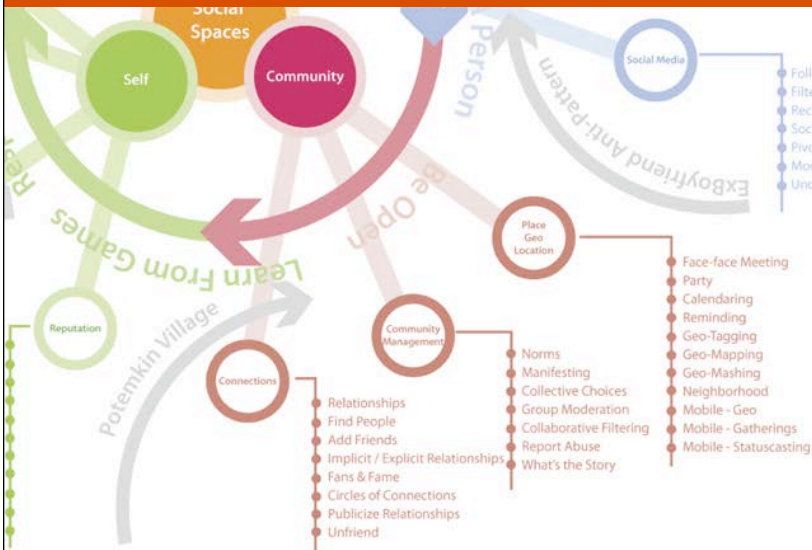 Social
Spaces
Self
Community
Person
Social Media
ExBoyfriend Anti-Pattern
Be Open
Learn From Games
Potemkin Village
Reputation
Place
Geo
Location
Face-face Meeting
Party
Calendaring
Reminding
Geo-Tagging
Geo-Mapping
Geo-Mashing
Neighborhood
Mobile - Geo
Mobile - Gatherings
Mobile - Statuscasting
Community
Management
Norms
Manifesting
Collective Choices
Group Moderation
Collaborative Filtering
Report Abuse
What's the Story
Connections
Relationships
Find People
Add Friends
Implicit / Explicit Relationships
Fans & Fame
Circles of Connections
Publicize Relationships
Unfriend